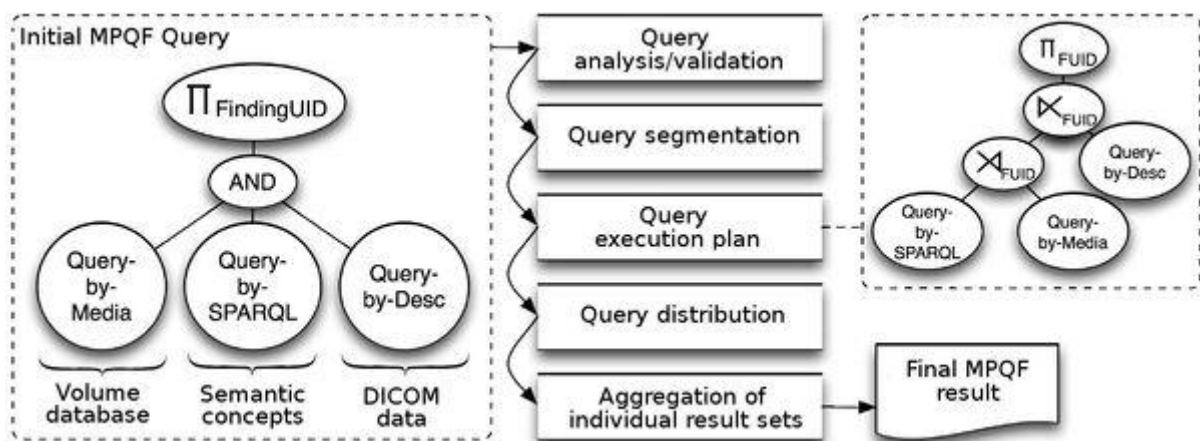 Initial MPQF Query
∏ FindingUID
AND
Query-
by-
Media
Query-
by-
SPARQL
Query-
by-Desc
Volume
database
Semantic
concepts
DICOM
data
Query
analysis/validation
Query segmentation
Query
execution plan
Query distribution
Aggregation of
individual result sets
∏ FUID
⋉ FUID
⋊ FUID
Query-
by-Desc
Query-
by-
SPARQL
Query-
by-Media
Final MPQF
result